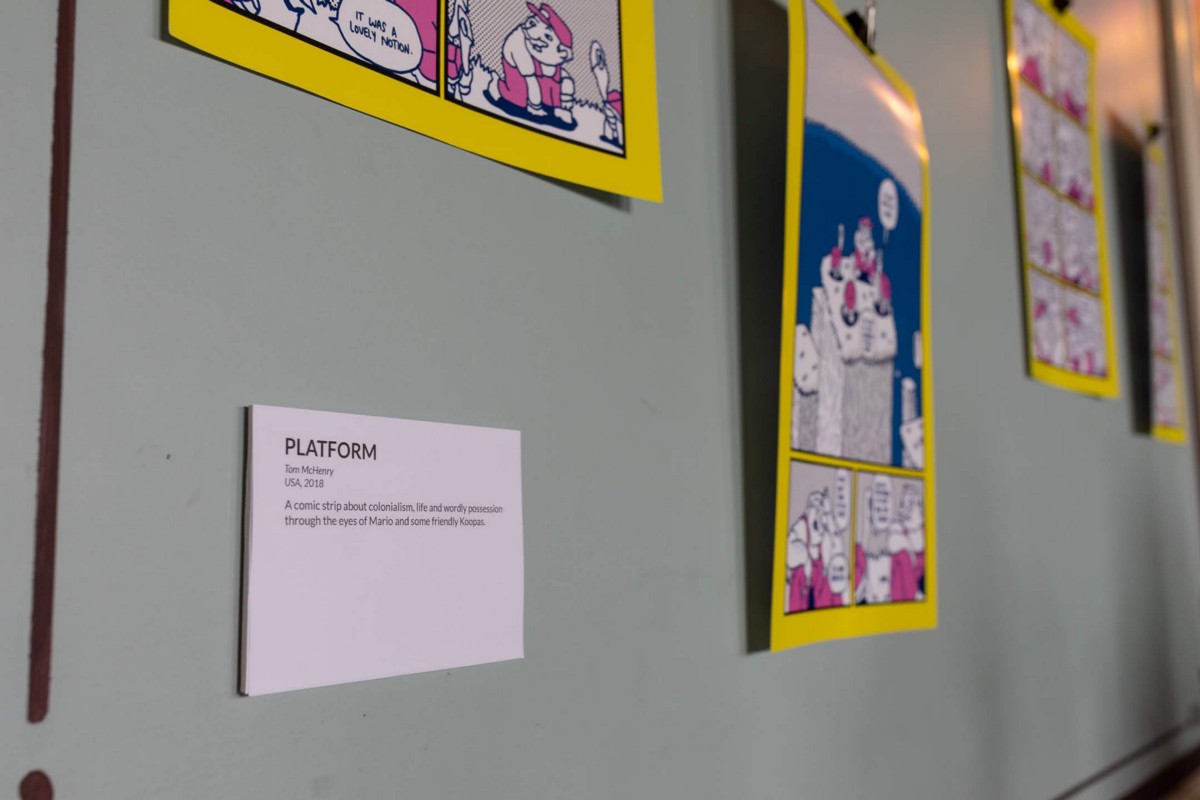 IT WAS A
LOVELY NOTION.
PLATFORM
Tom McHenry
USA, 2018
A comic strip about colonialism, life and wordly possession
through the eyes of Mario and some friendly Koopas.